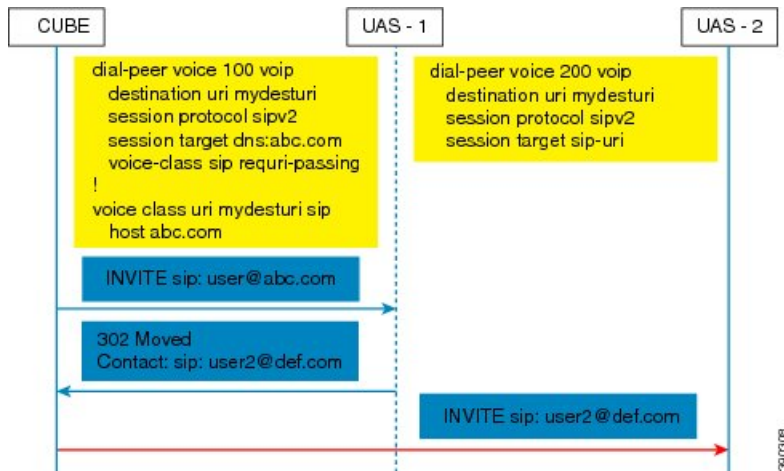 CUBE
UAS - 1
UAS - 2
dial-peer voice 100 voip
destination uri mydesturi
session protocol sipv2
session target dns:abc.com
voice-class sip requri-passing
!
voice class uri mydesturi sip
host abc.com
dial-peer voice 200 voip
destination uri mydesturi
session protocol sipv2
session target sip-uri
INVITE sip: user@abc.com
302 Moved
Contact: sip: user2@def.com
INVITE sip: user2@def.com